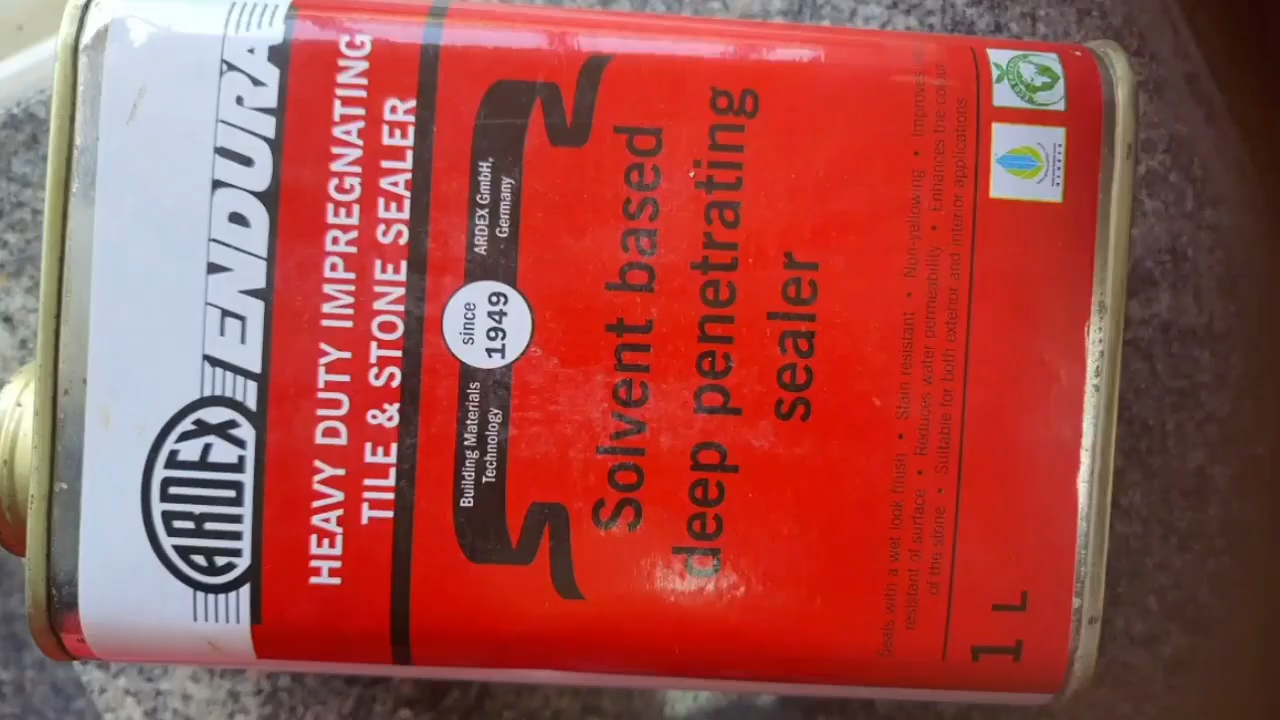 ARDEX ENDURA
HEAVY DUTY IMPREGNATING
TILE & STONE SEALER
Building Materials
Technology
since
1949
ARDEX GmbH,
Germany
Solvent based
deep penetrating
sealer
Seals with a wet look finish • Stain resistant • Non-yellowing • Improves
resistant of surface • Reduces water permeability • Enhances the colour
of the stone • Suitable for both exterior and interior applications
1 L